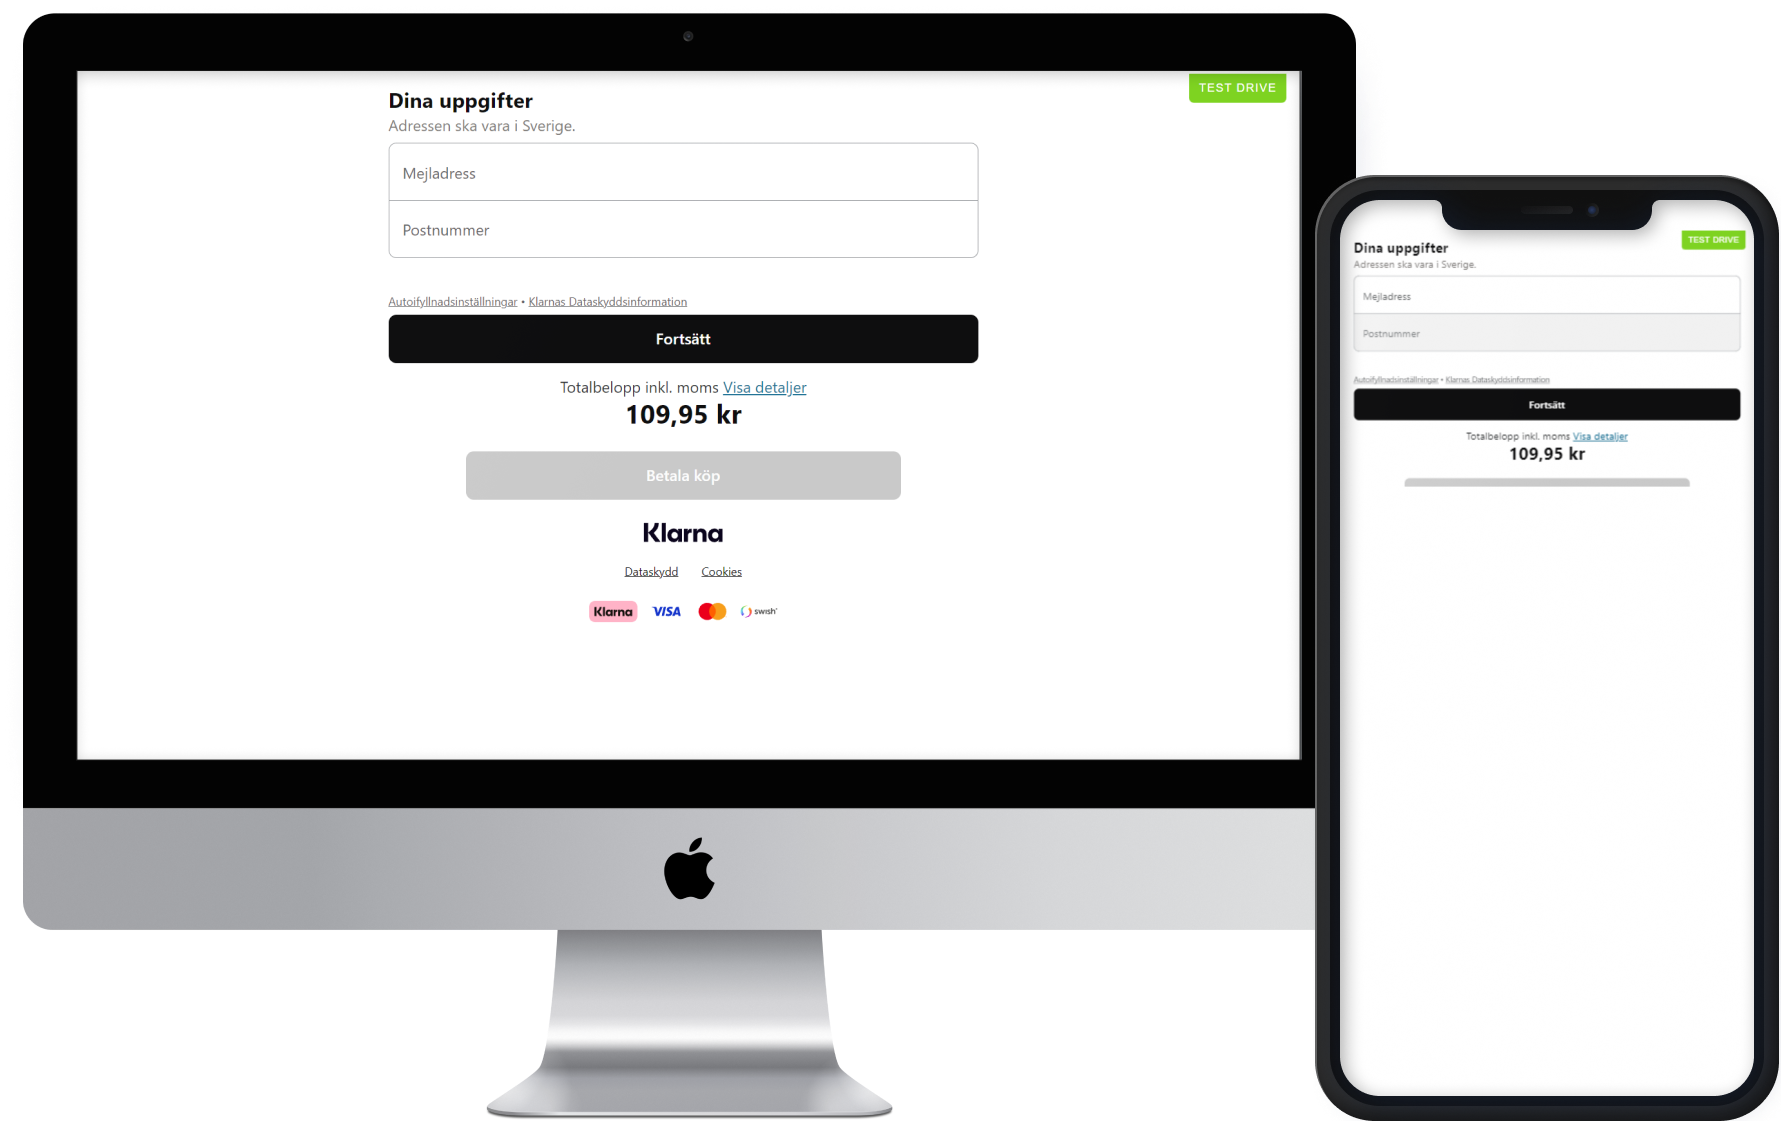 TEST DRIVE
Dina uppgifter
Adressen ska vara i Sverige.
Mejladress
Postnummer
Autoifyllnadsinställningar • Klarnas Dataskyddsinformation
Fortsätt
Totalbelopp inkl. moms Visa detaljer
109,95 kr
Betala köp
Klarna
Dataskydd Cookies
Klarna VISA swish
TEST DRIVE
Dina uppgifter
Adressen ska vara i Sverige.
Mejladress
Postnummer
Autoifyllnadsinställningar • Klarnas Dataskyddsinformation
Fortsätt
Totalbelopp inkl. moms Visa detaljer
109,95 kr